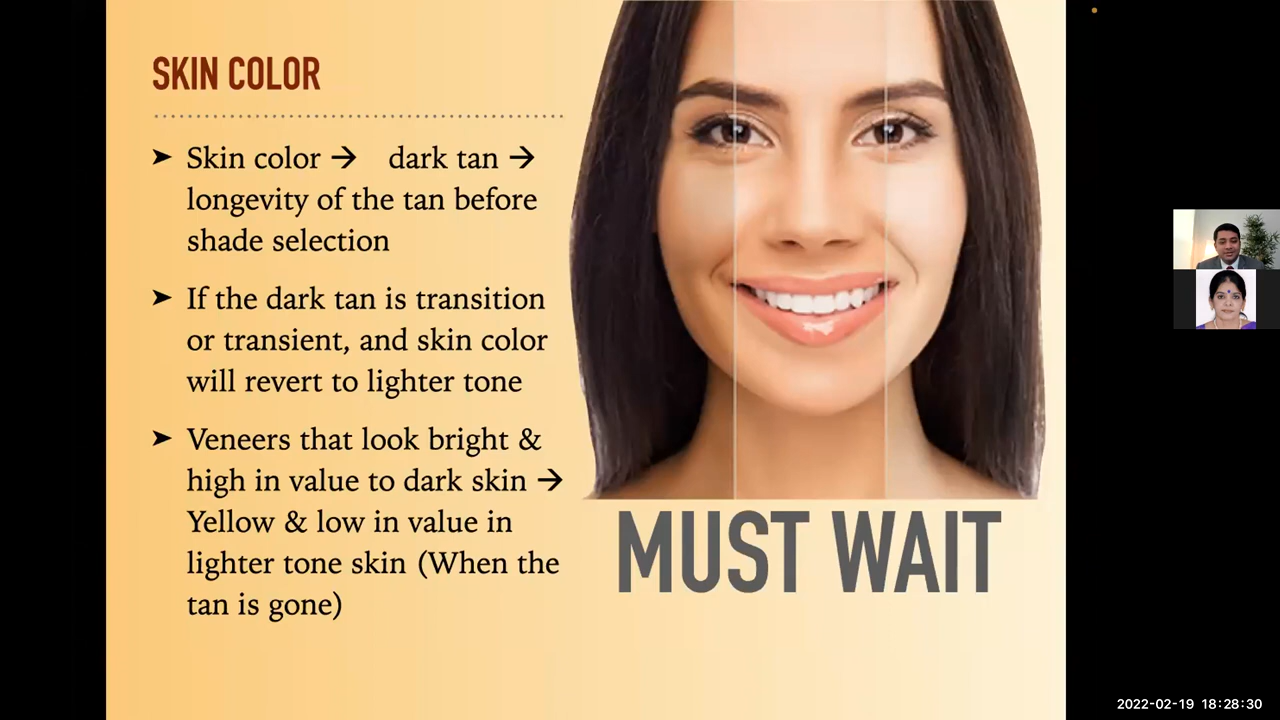 SKIN COLOR
➤ Skin color → dark tan →
longevity of the tan before
shade selection
➤ If the dark tan is transition
or transient, and skin color
will revert to lighter tone
➤ Veneers that look bright &
high in value to dark skin →
Yellow & low in value in
lighter tone skin (When the
tan is gone)
MUST WAIT
2022-02-19 18:28:30